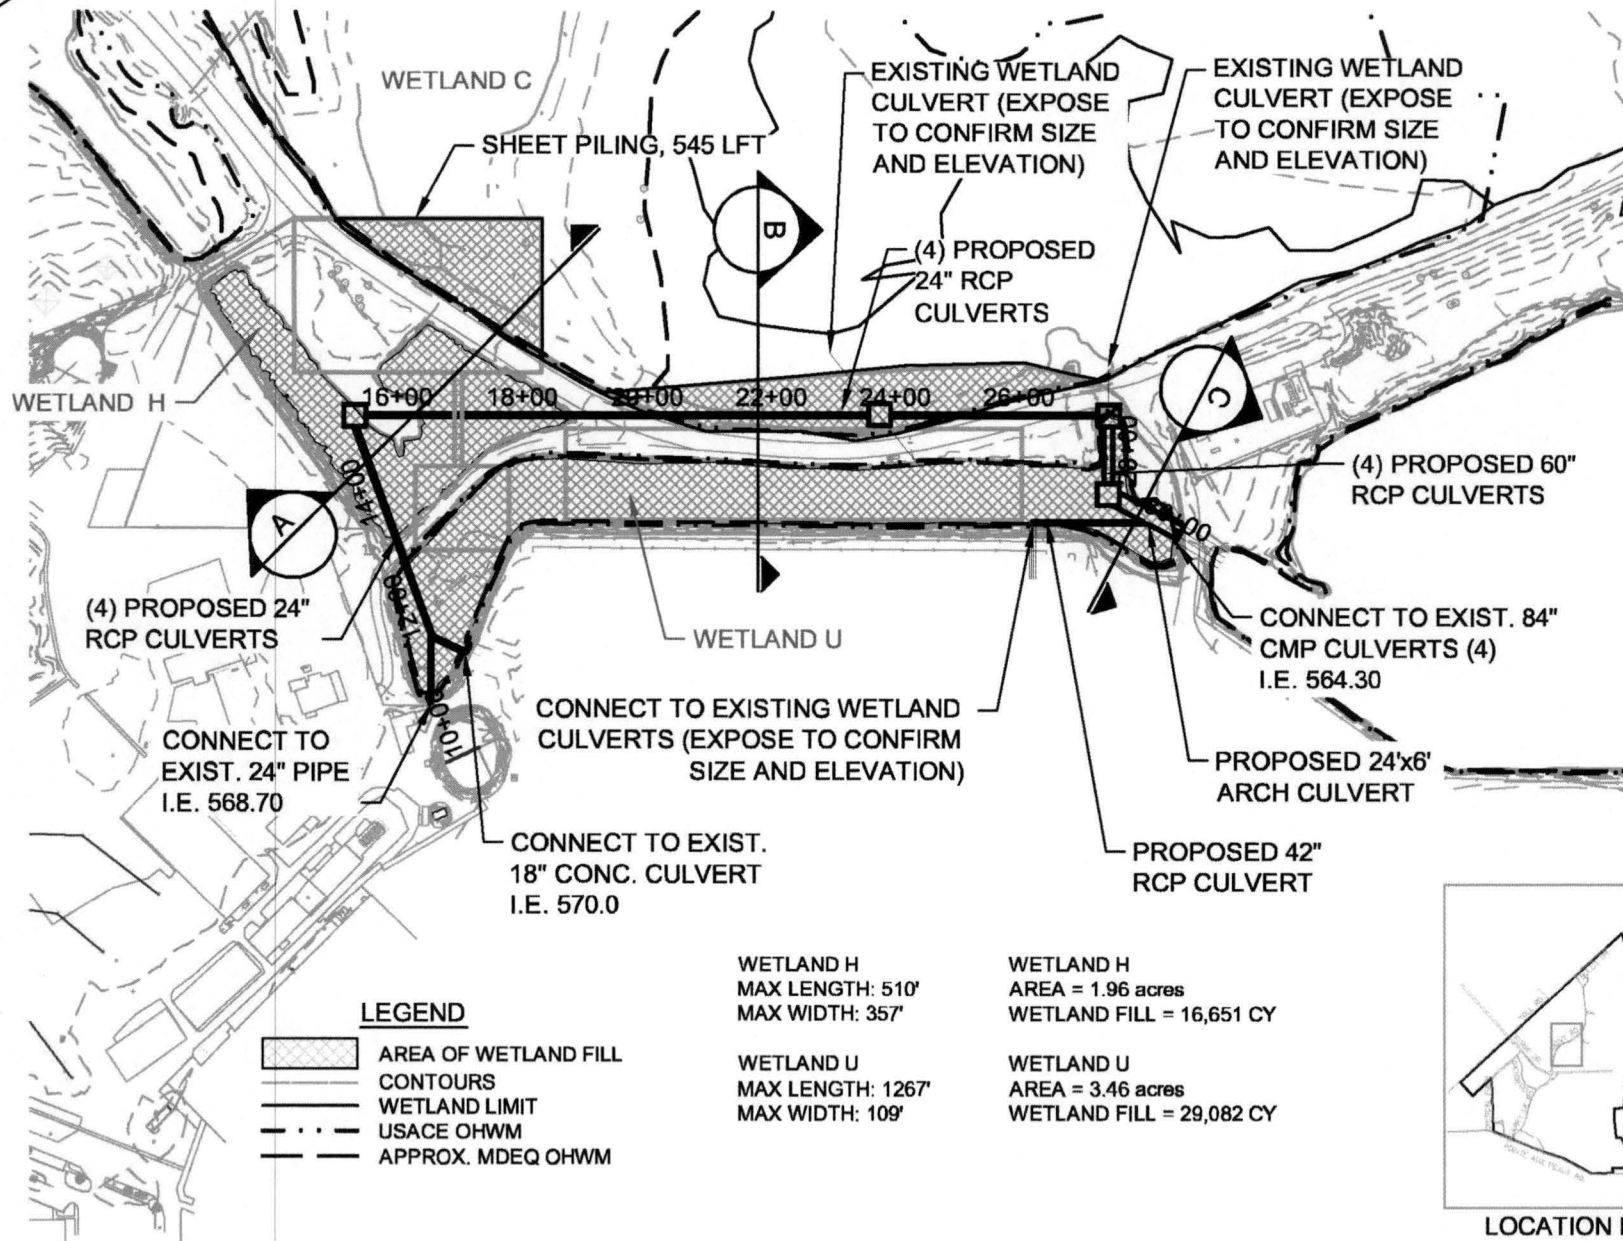 WETLAND C
SHEET PILING, 545 LFT
EXISTING WETLAND
CULVERT (EXPOSE
TO CONFIRM SIZE
AND ELEVATION)
EXISTING WETLAND
CULVERT (EXPOSE
TO CONFIRM SIZE
AND ELEVATION)
B
(4) PROPOSED
24" RCP
CULVERTS
WETLAND H
16+00
18+00
20+00
22+00
24+00
26+00
C
A
14+00
12+00
10+00
(4) PROPOSED 60"
RCP CULVERTS
(4) PROPOSED 24"
RCP CULVERTS
WETLAND U
CONNECT TO EXIST. 84"
CMP CULVERTS (4)
I.E. 564.30
CONNECT TO EXISTING WETLAND
CULVERTS (EXPOSE TO CONFIRM
SIZE AND ELEVATION)
CONNECT TO
EXIST. 24" PIPE
I.E. 568.70
PROPOSED 24'x6'
ARCH CULVERT
CONNECT TO EXIST.
18" CONC. CULVERT
I.E. 570.0
PROPOSED 42"
RCP CULVERT
WETLAND H
MAX LENGTH: 510'
MAX WIDTH: 357'
WETLAND H
AREA = 1.96 acres
WETLAND FILL = 16,651 CY
WETLAND U
MAX LENGTH: 1267'
MAX WIDTH: 109'
WETLAND U
AREA = 3.46 acres
WETLAND FILL = 29,082 CY
LEGEND
AREA OF WETLAND FILL
CONTOURS
WETLAND LIMIT
USACE OHWM
APPROX. MDEQ OHWM
LOCATION